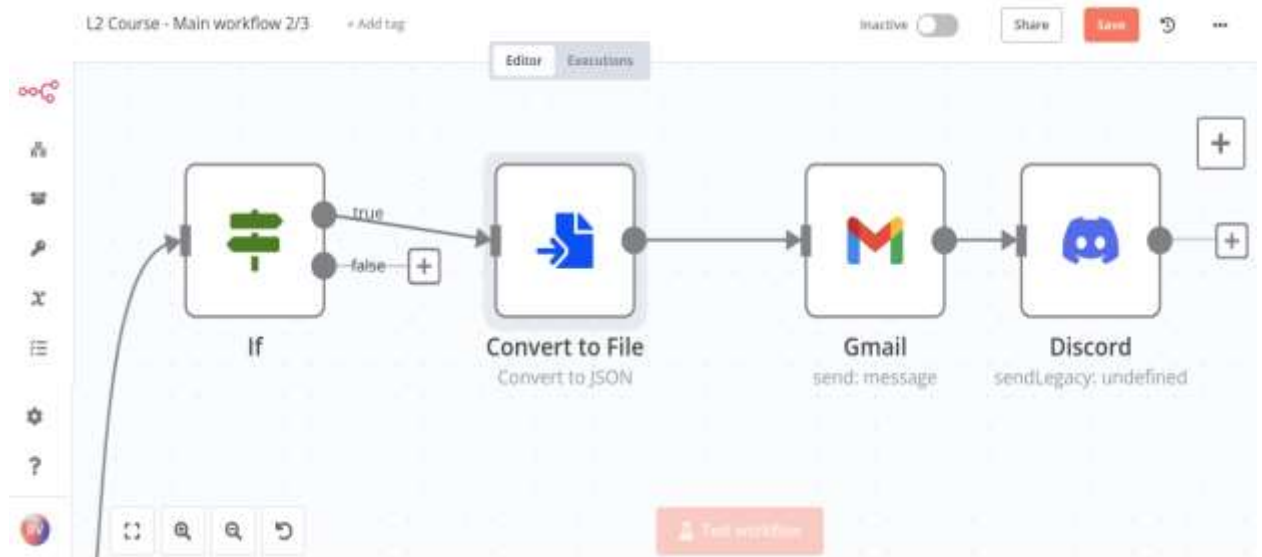 L2 Course - Main workflow 2/3
+ Add tag
Inactive
Share
Save
Editor
Executions
true
false
If
Convert to File
Convert to JSON
Gmail
send: message
Discord
sendLegacy: undefined
?
Test workflow